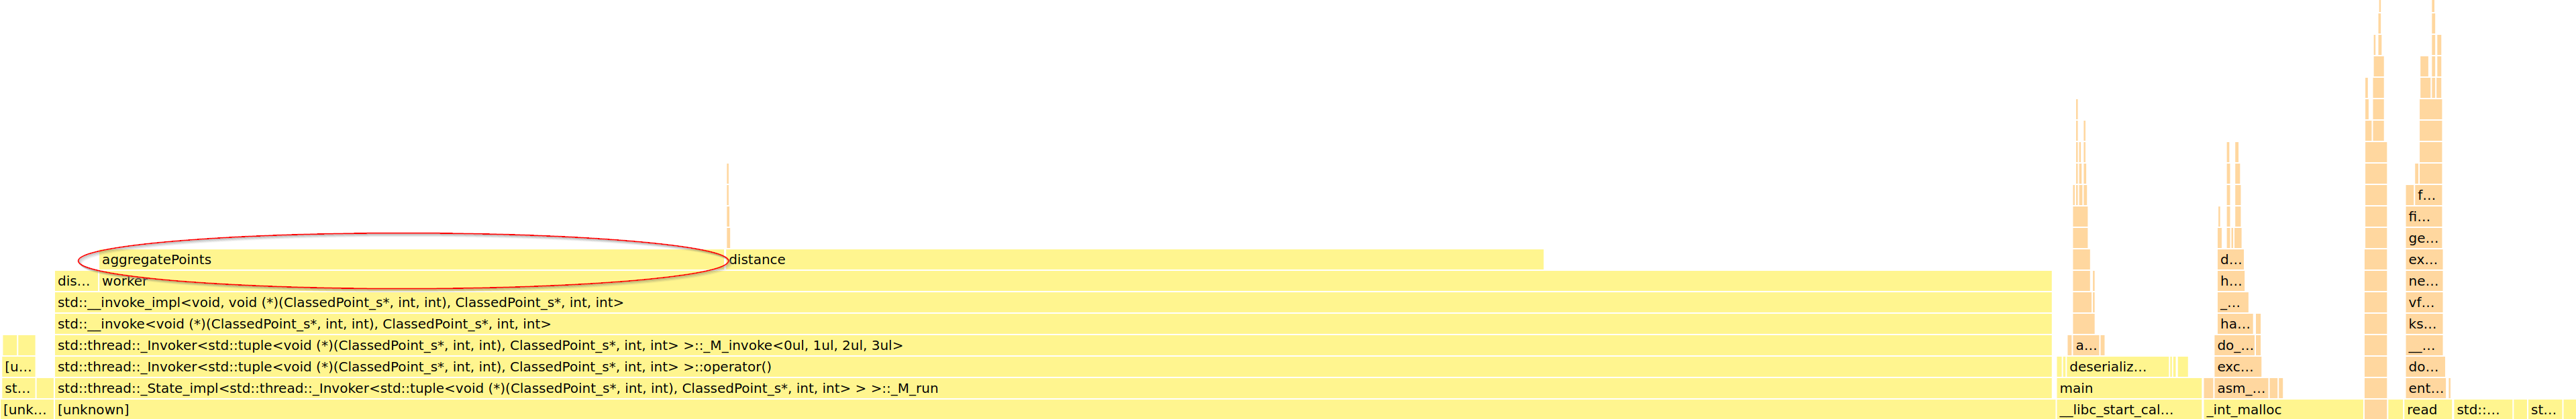 f...
fi...
ge...
aggregatePoints distance d... ex...
dis... worker h... ne...
std::__invoke_impl<void, void (*)(ClassedPoint_s*, int, int), ClassedPoint_s*, int, int> _... vf...
std::__invoke<void (*)(ClassedPoint_s*, int, int), ClassedPoint_s*, int, int> ha... ks...
std::thread::_Invoker<std::tuple<void (*)(ClassedPoint_s*, int, int), ClassedPoint_s*, int, int> >::_M_invoke<0ul, 1ul, 2ul, 3ul> a... do_... __...
[u... std::thread::_Invoker<std::tuple<void (*)(ClassedPoint_s*, int, int), ClassedPoint_s*, int, int> >::operator() deserializ... exc... do...
st... std::thread::_State_impl<std::thread::_Invoker<std::tuple<void (*)(ClassedPoint_s*, int, int), ClassedPoint_s*, int, int> > >::_M_run main asm_... ent...
[unk... [unknown] __libc_start_cal... _int_malloc read std::... st...